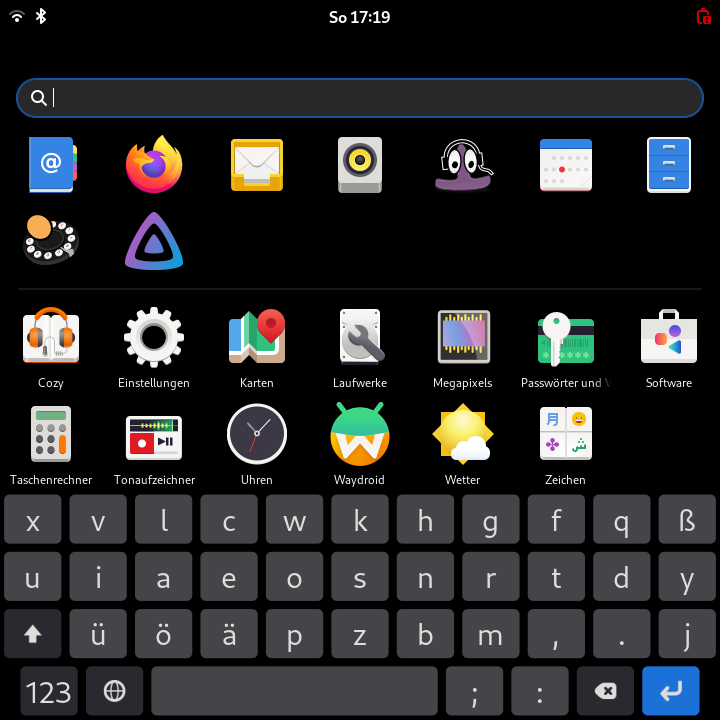 So 17:19
@
Cozy Einstellungen Karten Laufwerke Megapixels Passwörter und Software
Taschenrechner Tonaufzeichner Uhren Waydroid Wetter Zeichen
x v l c w k h g f q ß
u i a e o s n r t d y
ü ö ä p z b m , . j
123 ; :